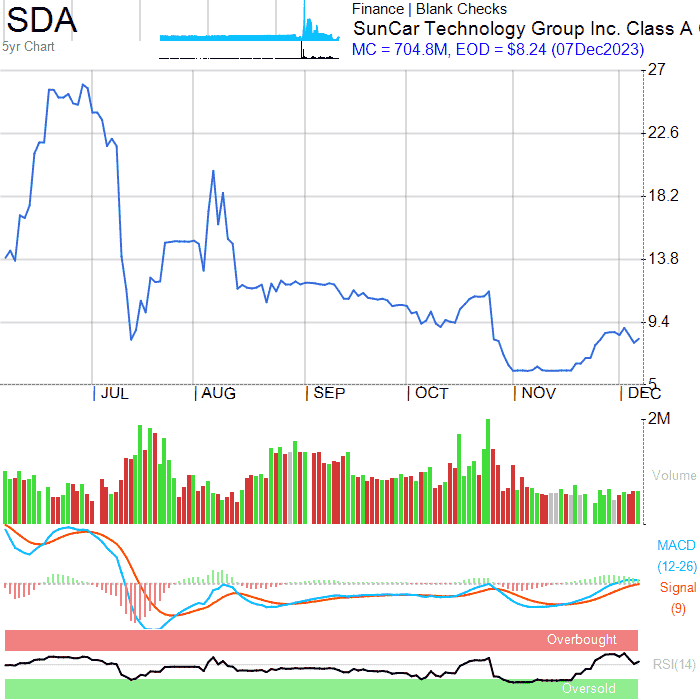 SDA
5yr Chart
Finance | Blank Checks
SunCar Technology Group Inc. Class A
MC = 704.8M, EOD = $8.24 (07Dec2023)
27
22.6
18.2
13.8
9.4
5
JUL AUG SEP OCT NOV DEC
2M
Volume
MACD
(12-26)
Signal
(9)
Overbought
RSI(14)
Oversold